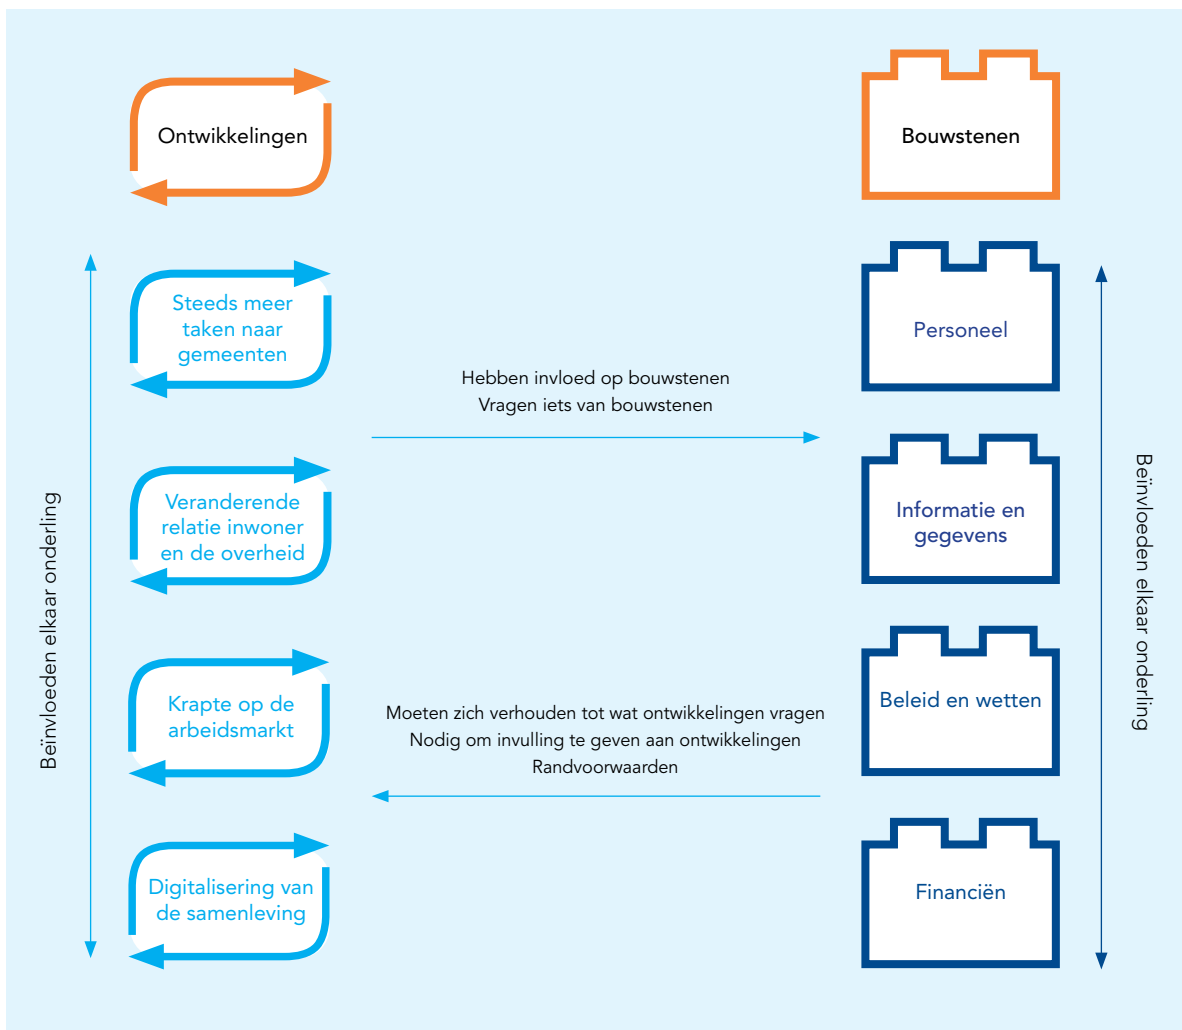 Ontwikkelingen
Bouwstenen
Beïnvloeden elkaar onderling
Steeds meer
taken naar
gemeenten
Veranderende
relatie inwoner
en de overheid
Krapte op de
arbeidsmarkt
Digitalisering van
de samenleving
Hebben invloed op bouwstenen
Vragen iets van bouwstenen
Moeten zich verhouden tot wat ontwikkelingen vragen
Nodig om invulling te geven aan ontwikkelingen
Randvoorwaarden
Personeel
Informatie en
gegevens
Beleid en wetten
Financiën
Beïnvloeden elkaar onderling